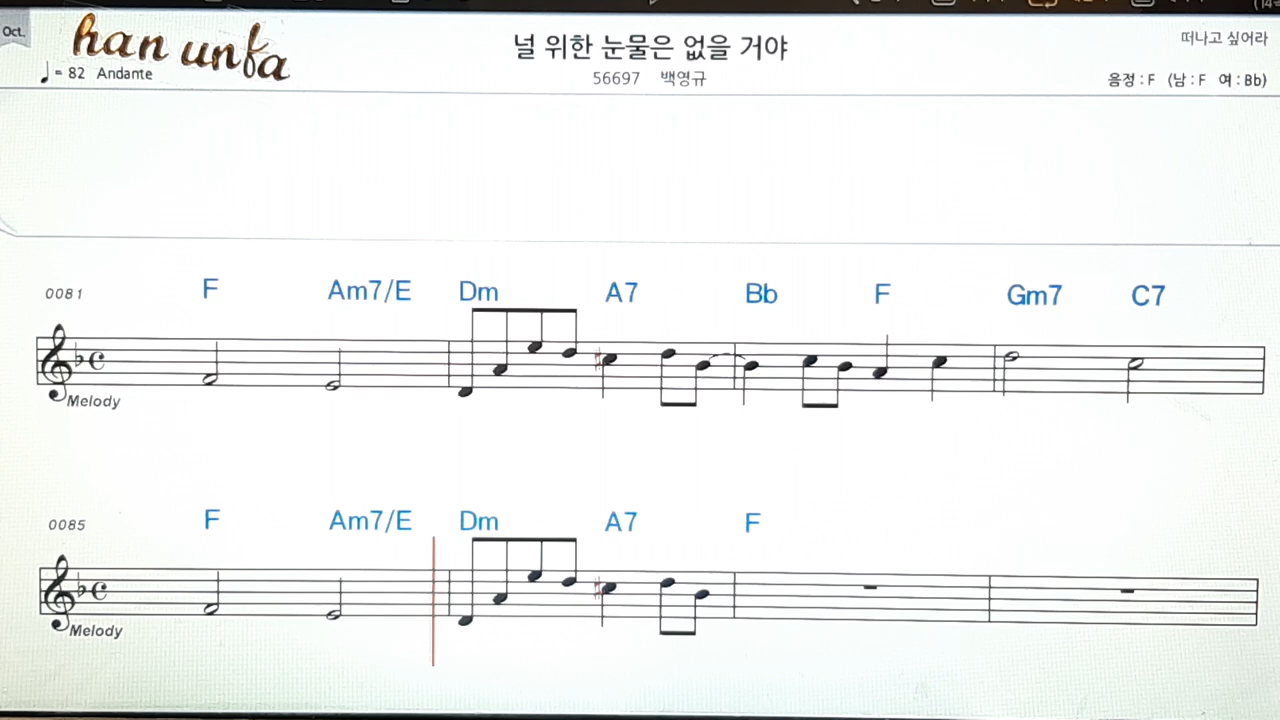 Oct.
han unfa
♩= 82 Andante
널 위한 눈물은 없을 거야
56697 백영규
떠나고 싶어라
음정 : F (남 : F 여 : Bb)
0081 F Am7/E Dm A7 Bb F Gm7 C7
Melody
0085 F Am7/E Dm A7 F
Melody